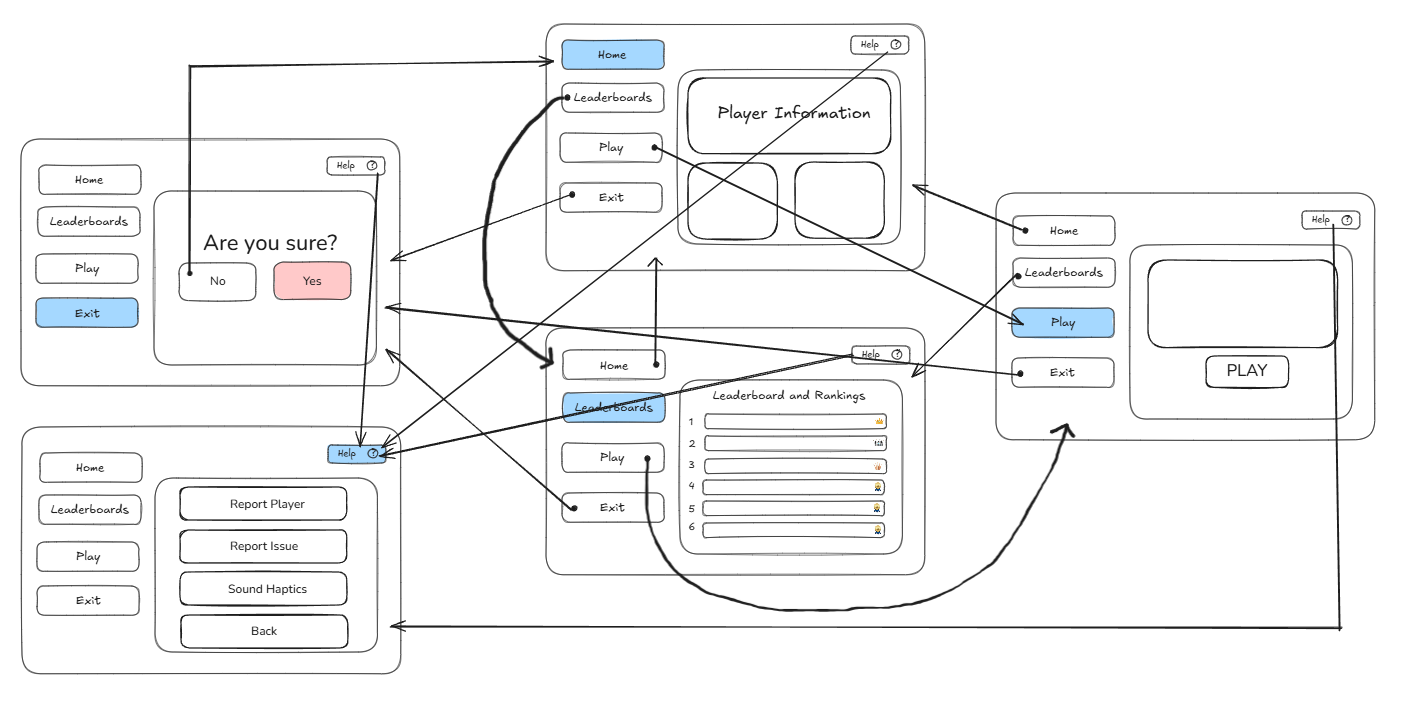 Home
Help ?
Leaderboards
Player Information
Play
Exit
Home
Help ?
Leaderboards
Are you sure?
Play
No
Yes
Exit
Home
Help ?
Leaderboards
Play
PLAY
Exit
Home
Help ?
Leaderboards
Leaderboard and Rankings
1
2
3
4
5
6
Play
Exit
Home
Help ?
Leaderboards
Play
Exit
Report Player
Report Issue
Sound Haptics
Back